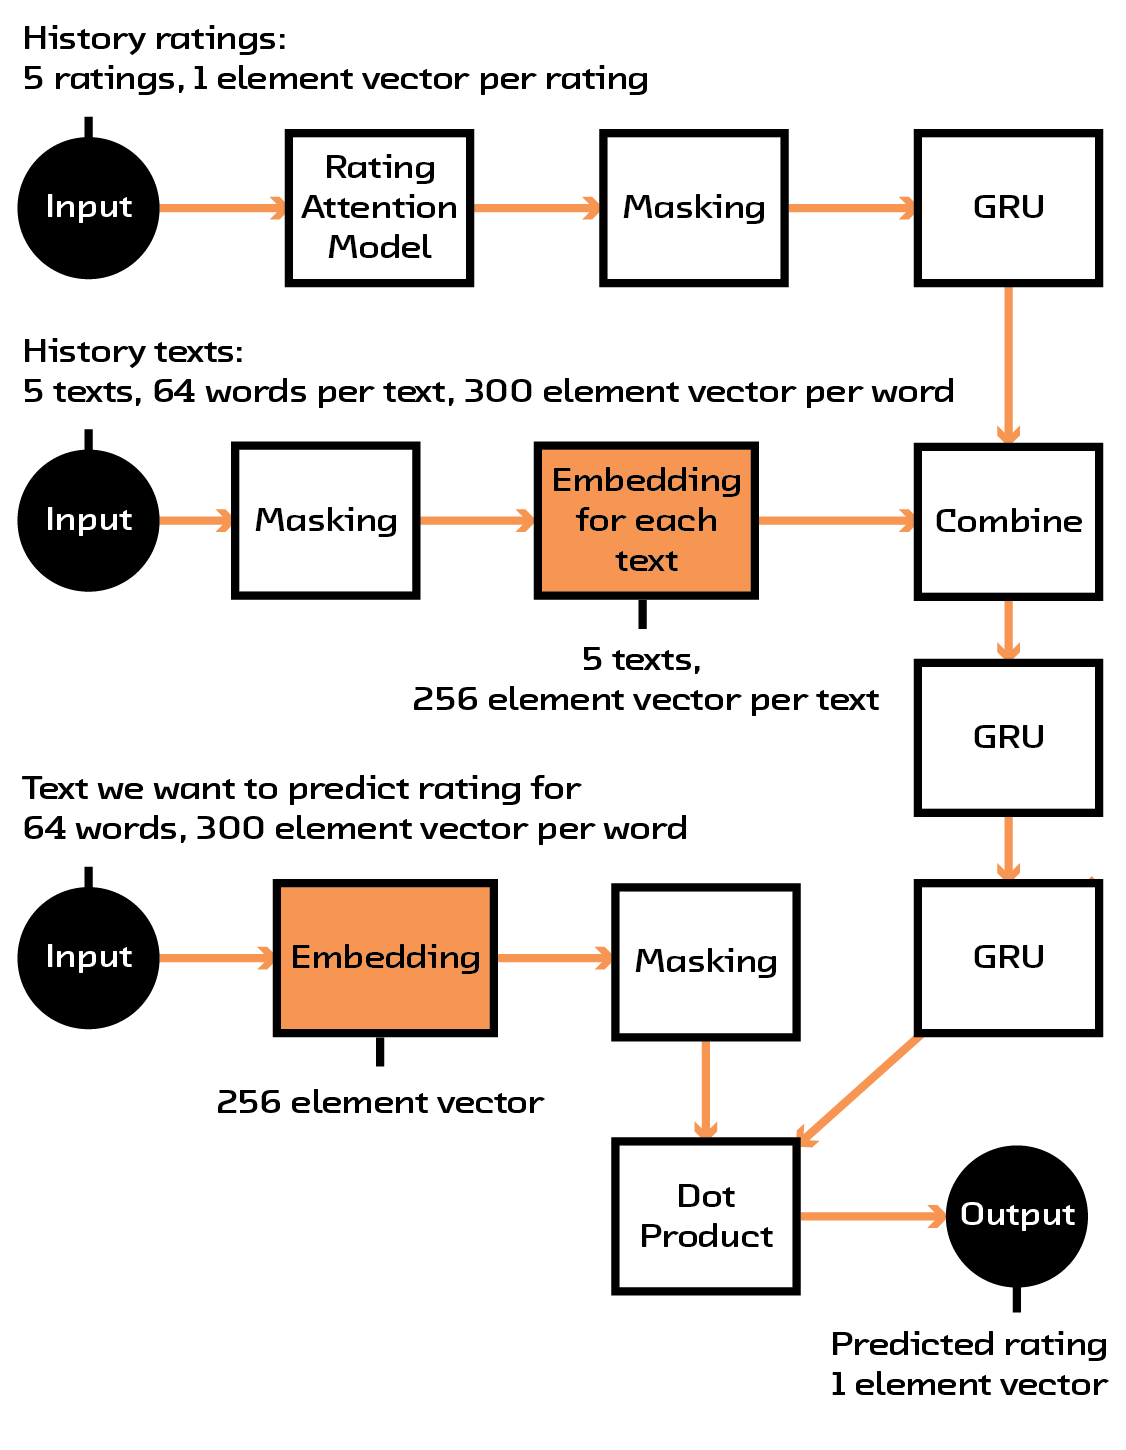 History ratings:
5 ratings, 1 element vector per rating
Input
Rating
Attention
Model
Masking
GRU
History texts:
5 texts, 64 words per text, 300 element vector per word
Input
Masking
Embedding
for each
text
Combine
5 texts,
256 element vector per text
GRU
Text we want to predict rating for
64 words, 300 element vector per word
Input
Embedding
Masking
GRU
256 element vector
Dot
Product
Output
Predicted rating
1 element vector